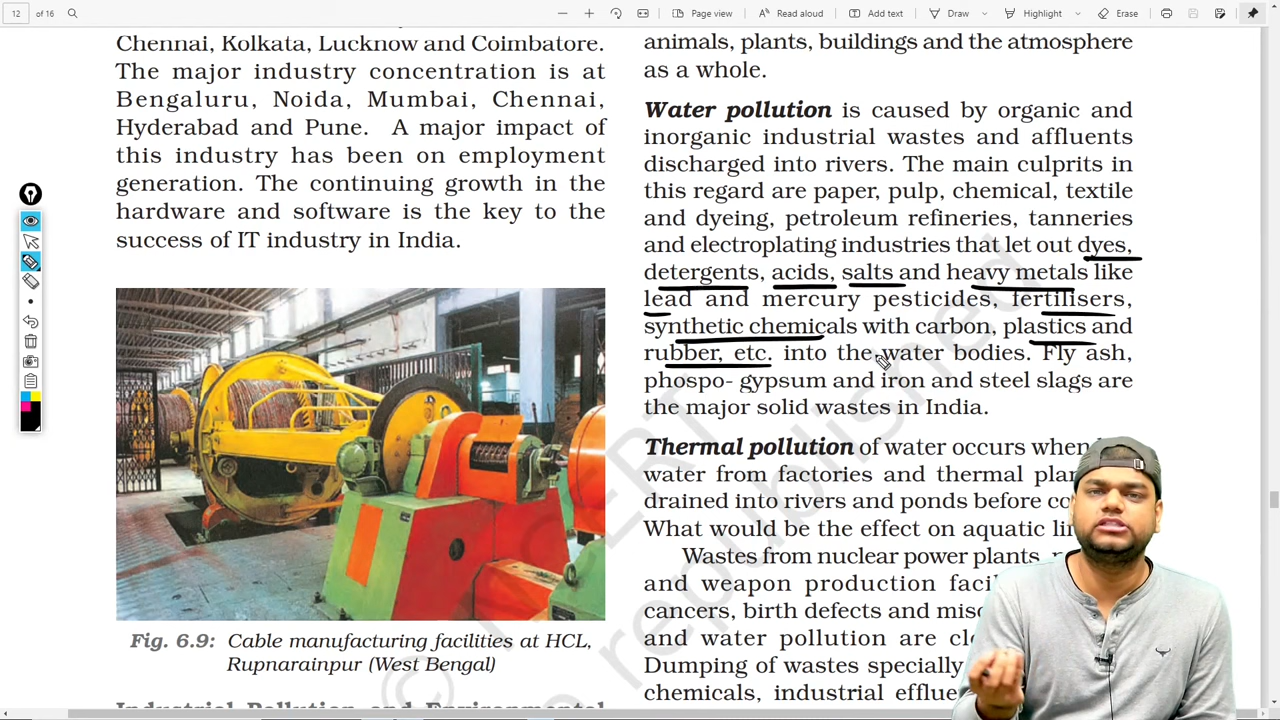 12 of 16
Page view
Read aloud
Add text
Draw
Highlight
Erase
Chennai, Kolkata, Lucknow and Coimbatore.
The major industry concentration is at
Bengaluru, Noida, Mumbai, Chennai,
Hyderabad and Pune. A major impact of
this industry has been on employment
generation. The continuing growth in the
hardware and software is the key to the
success of IT industry in India.
Fig. 6.9: Cable manufacturing facilities at HCL,
Rupnarainpur (West Bengal)
Industrial Pollution and Environmental
animals, plants, buildings and the atmosphere
as a whole.
Water pollution is caused by organic and
inorganic industrial wastes and affluents
discharged into rivers. The main culprits in
this regard are paper, pulp, chemical, textile
and dyeing, petroleum refineries, tanneries
and electroplating industries that let out dyes,
detergents, acids, salts and heavy metals like
lead and mercury pesticides, fertilisers,
synthetic chemicals with carbon, plastics and
rubber, etc. into the water bodies. Fly ash,
phospo- gypsum and iron and steel slags are
the major solid wastes in India.
Thermal pollution of water occurs when
water from factories and thermal
drained into rivers and ponds before
What would be the effect on aquatic
Wastes from nuclear power plants,
and weapon production
cancers, birth defects and
and water pollution are
Dumping of wastes specially
chemicals, industrial
© NCERT
republished